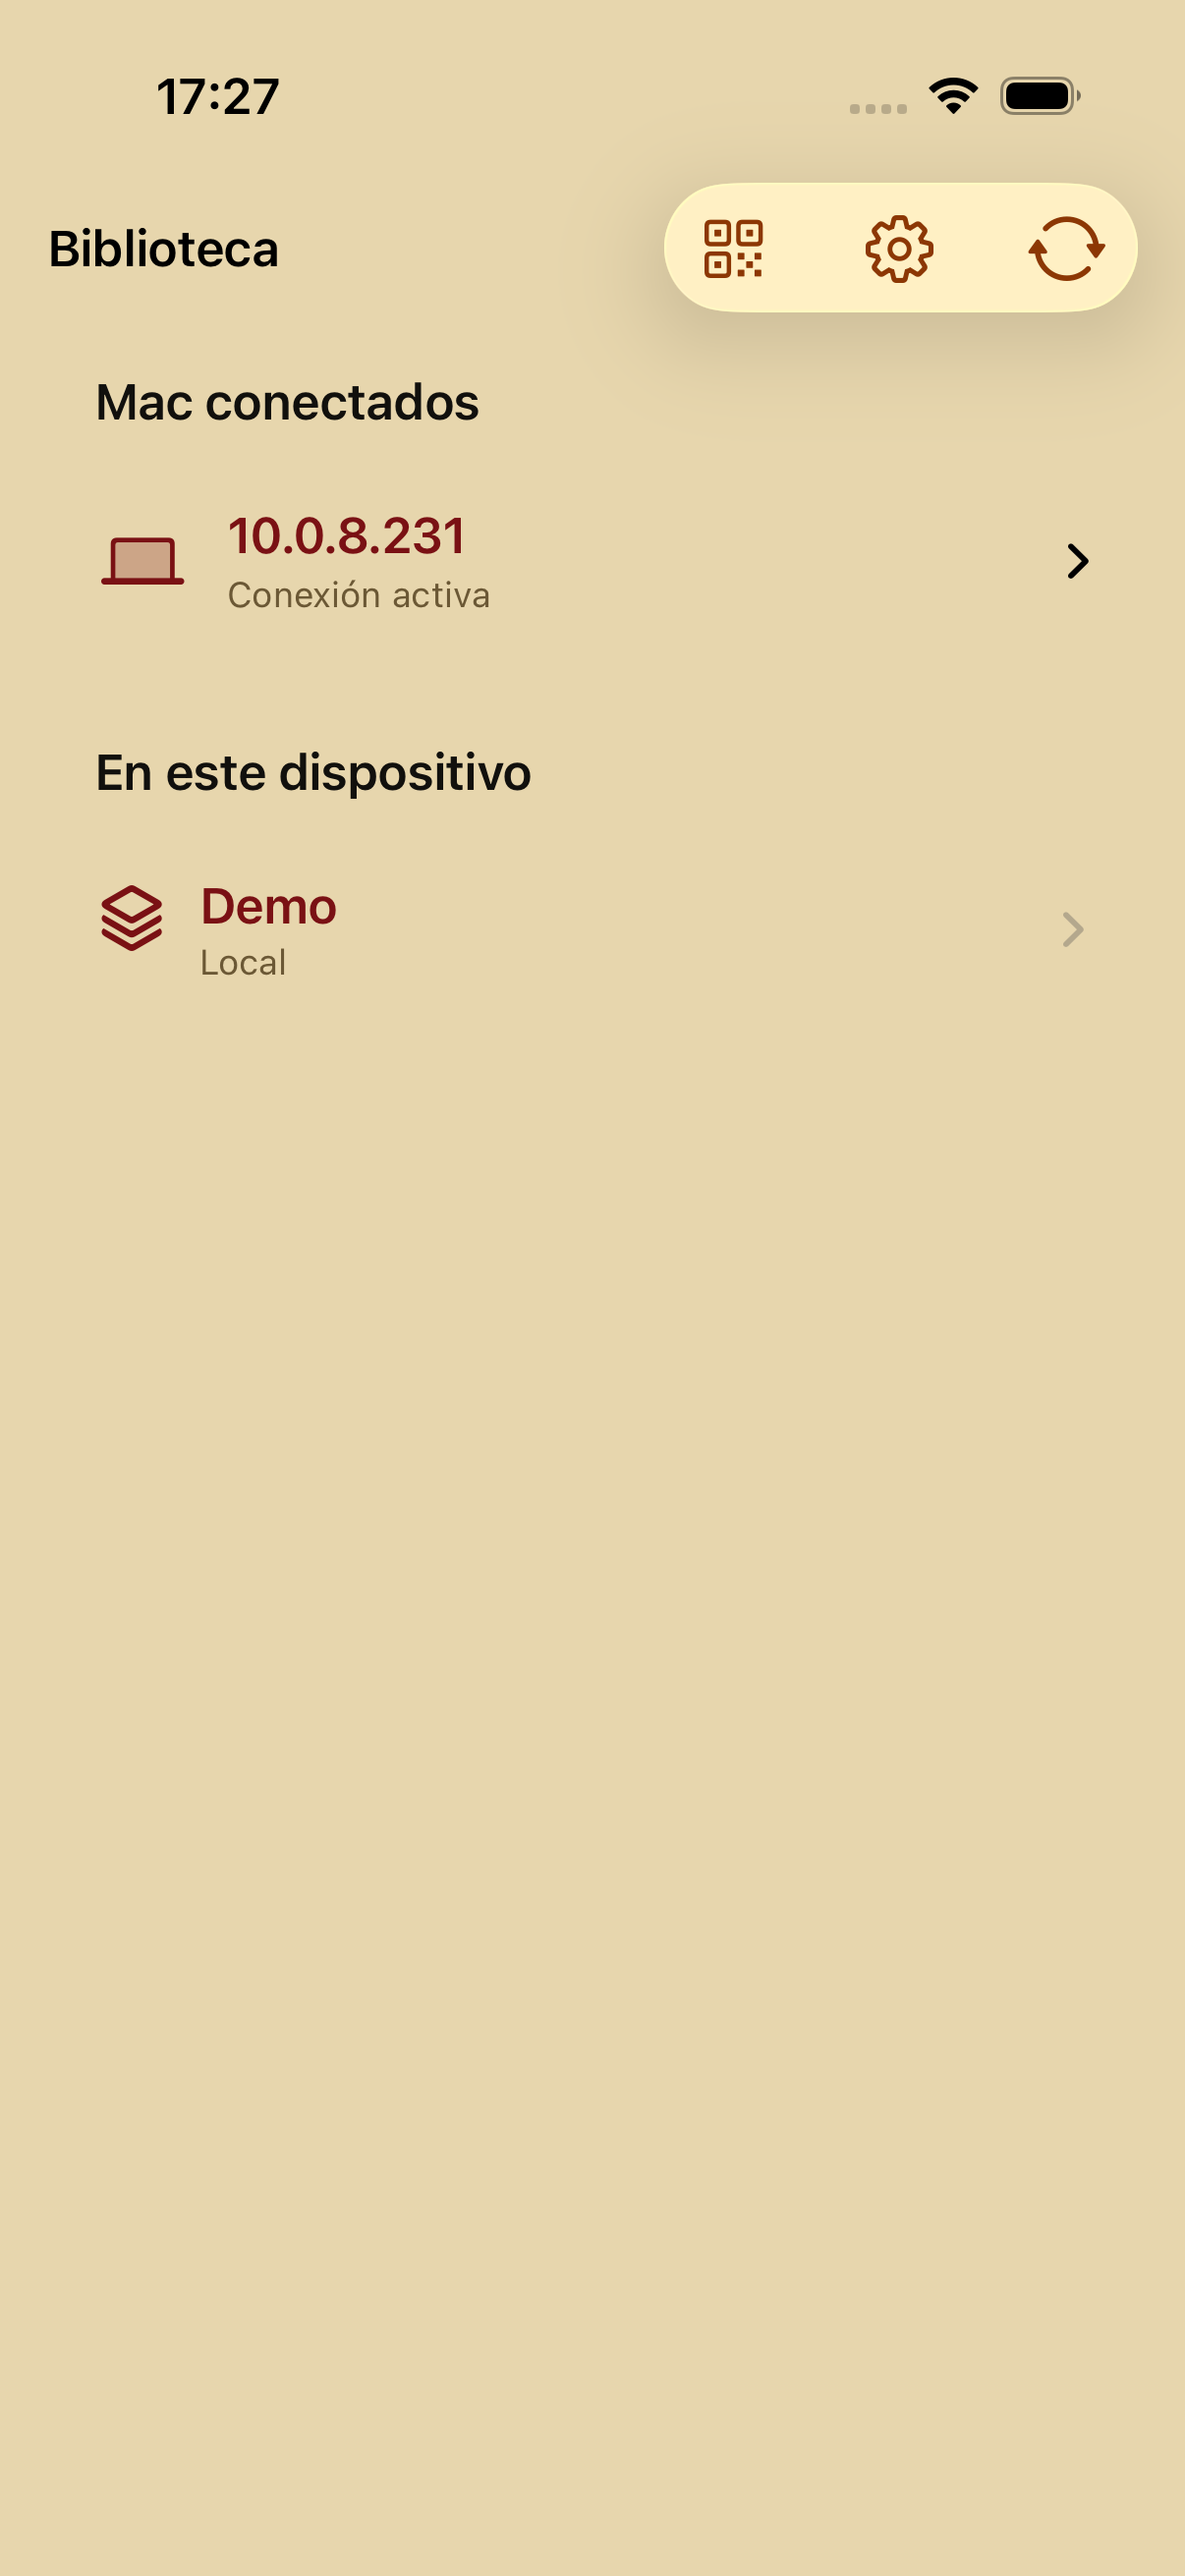 17:27
Biblioteca
Mac conectados
10.0.8.231
Conexión activa
En este dispositivo
Demo
Local